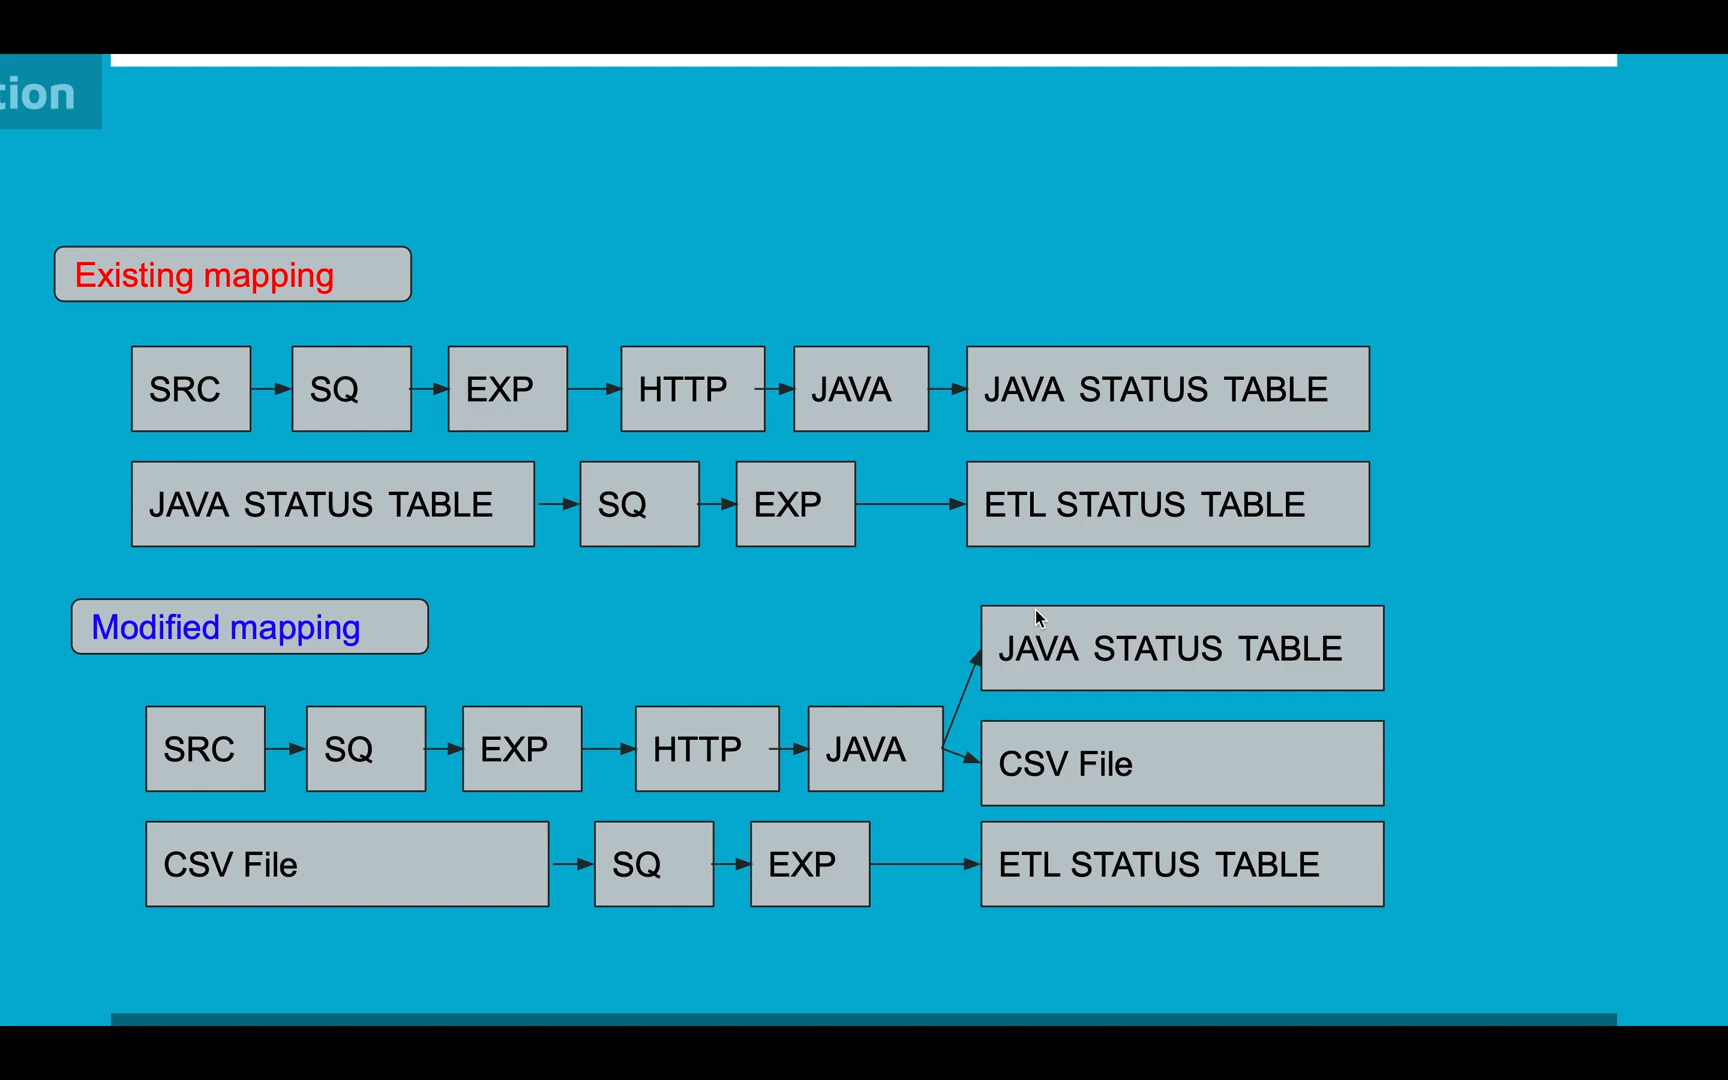 tion
Existing mapping
SRC SQ EXP HTTP JAVA JAVA STATUS TABLE
JAVA STATUS TABLE SQ EXP ETL STATUS TABLE
Modified mapping
JAVA STATUS TABLE
SRC SQ EXP HTTP JAVA
CSV File
CSV File SQ EXP ETL STATUS TABLE